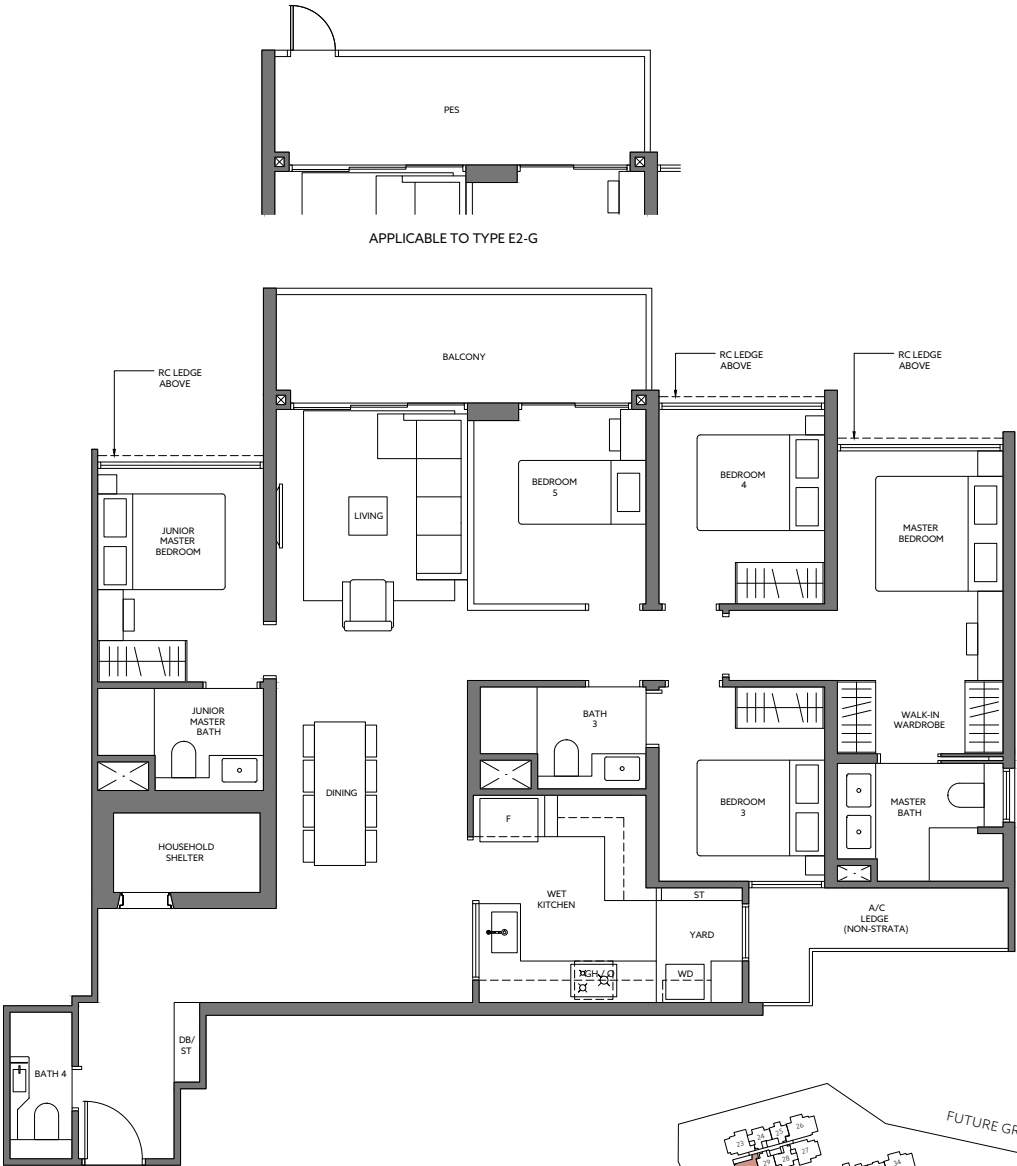 PES
APPLICABLE TO TYPE E2-G
BALCONY
RC LEDGE
ABOVE
RC LEDGE
ABOVE
RC LEDGE
ABOVE
JUNIOR
MASTER
BEDROOM
LIVING
BEDROOM
5
BEDROOM
4
MASTER
BEDROOM
JUNIOR
MASTER
BATH
BATH
3
WALK-IN
WARDROBE
DINING
BEDROOM
3
MASTER
BATH
F
HOUSEHOLD
SHELTER
WET
KITCHEN
ST
YARD
A/C
LEDGE
(NON-STRATA)
WD
DB/
ST
BATH 4
FUTURE
23
24
25
26
27
28
29
34